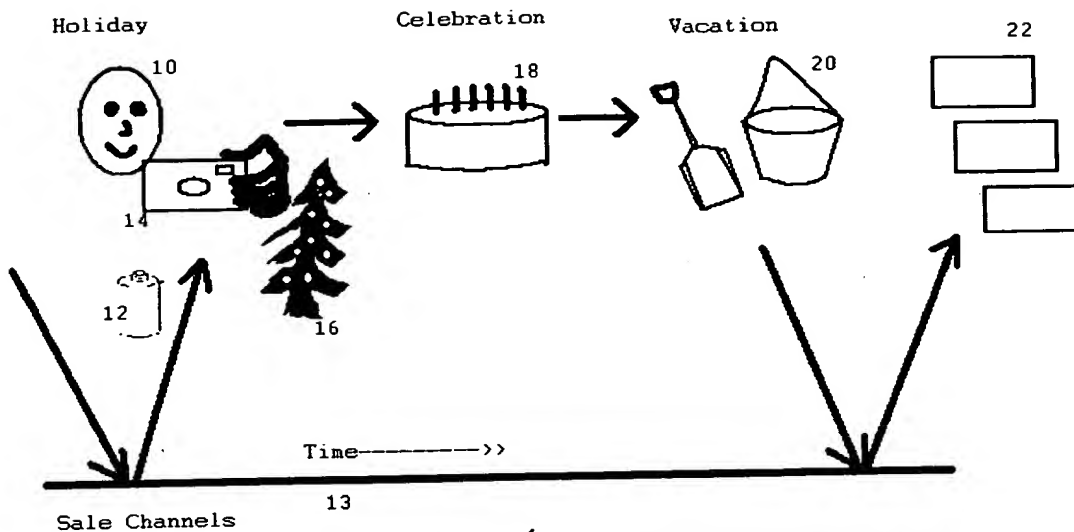 Holiday
Celebration
Vacation
22
10
18
20
14
12
16
Time--------->>
13
Sale Channels